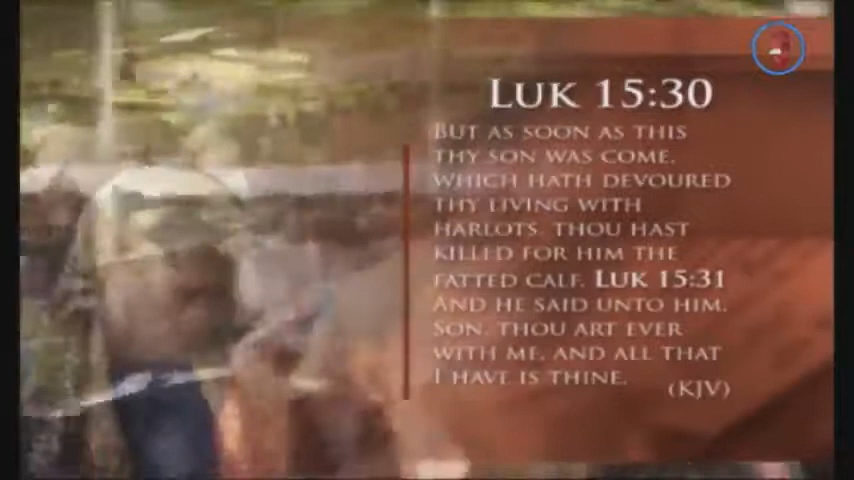 LUK 15:30
BUT AS SOON AS THIS
THY SON WAS COME,
WHICH HATH DEVOURED
THY LIVING WITH
HARLOTS, THOU HAST
KILLED FOR HIM THE
FATTED CALF. LUK 15:31
AND HE SAID UNTO HIM,
SON, THOU ART EVER
WITH ME, AND ALL THAT
I HAVE IS THINE.
(KJV)